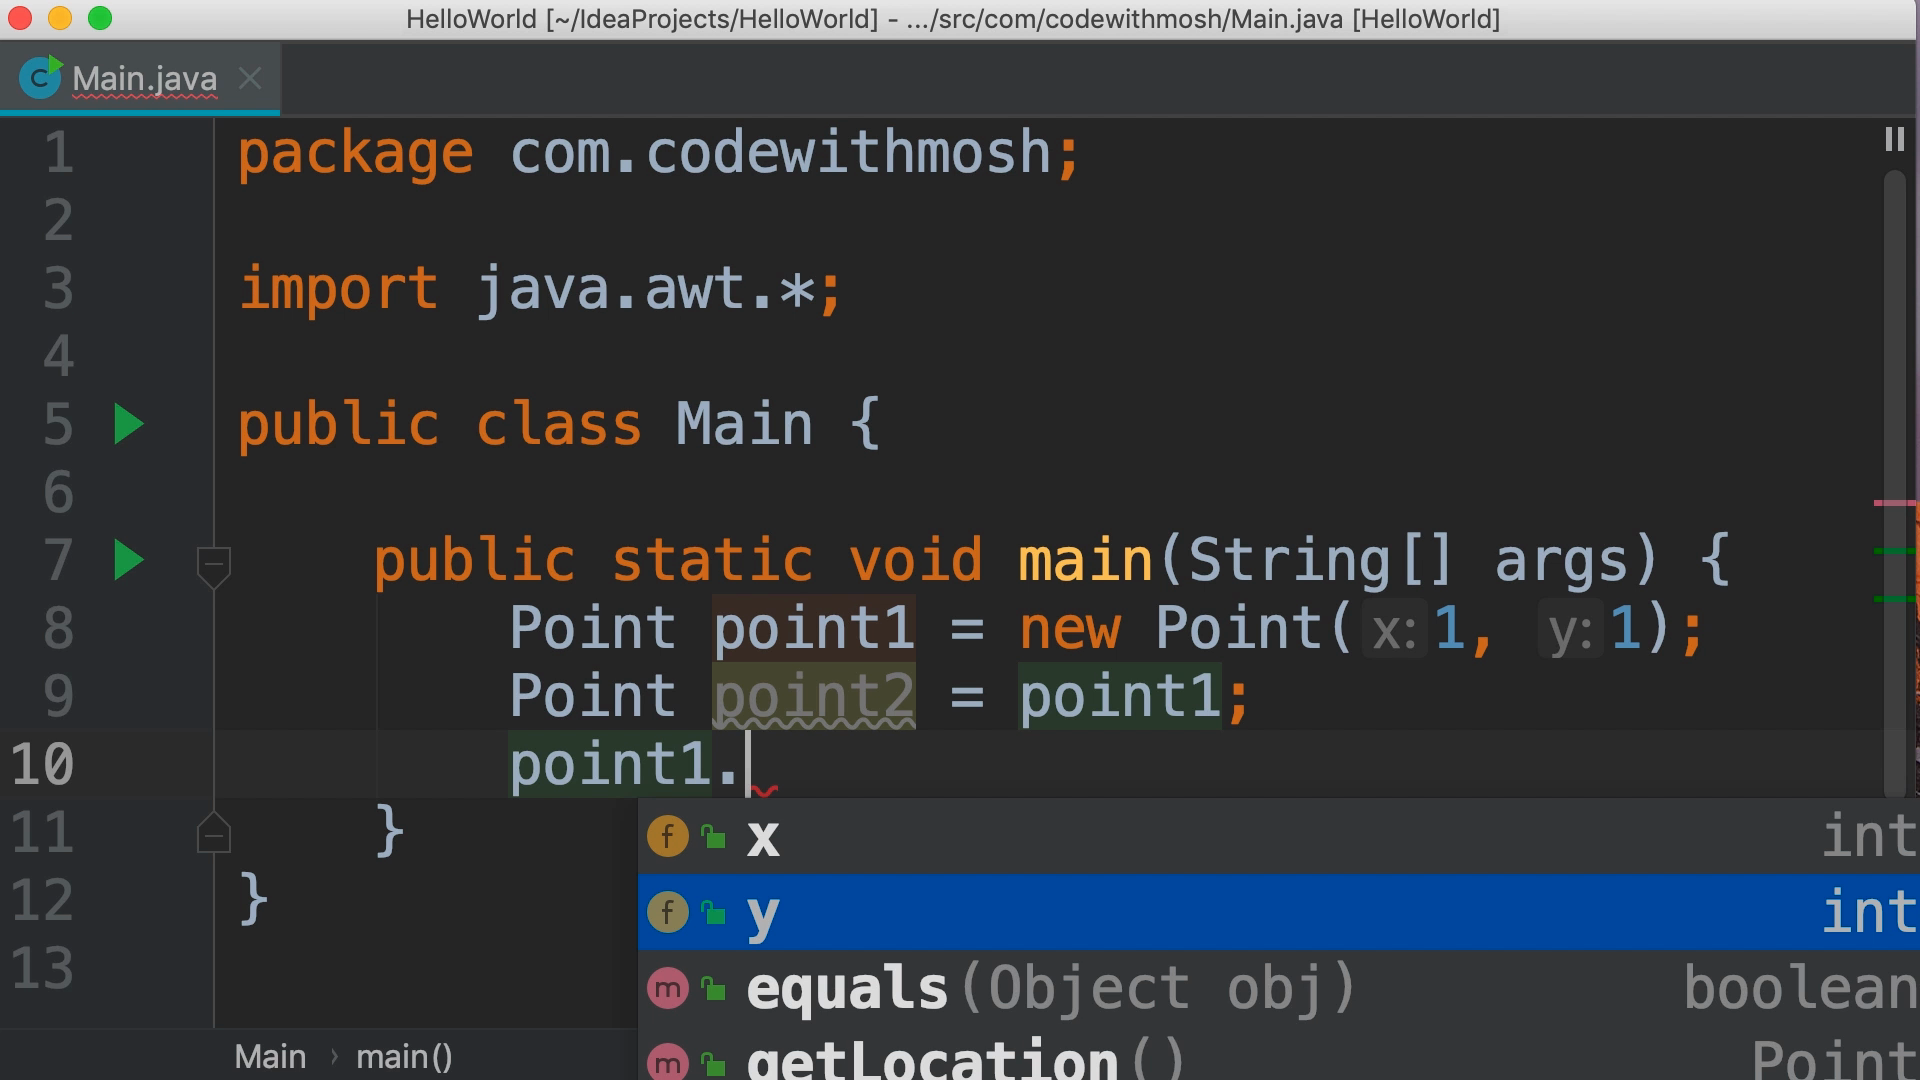 HelloWorld [~/IdeaProjects/HelloWorld] - .../src/com/codewithmosh/Main.java [HelloWorld]
C Main.java
1 package com.codewithmosh;
2
3 import java.awt.*;
4
5 public class Main {
6
7 public static void main(String[] args) {
8 Point point1 = new Point( x: 1, y: 1);
9 Point point2 = point1;
10 point1.
11 }
12 }
13
f x int
f y int
m equals(Object obj) boolean
m getLocation() Point
Main › main()